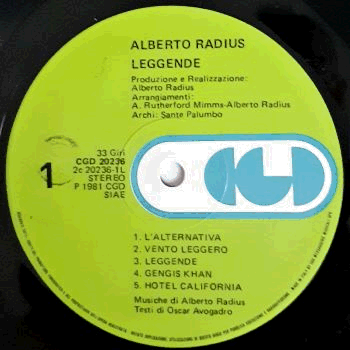 ALBERTO RADIUS
LEGGENDE
Produzione e Realizzazione:
Alberto Radius
Arrangiamenti:
A. Rutherford Mimms-Alberto Radius
Archi: Sante Palumbo
33 Giri
CGD 20236
2c 20236-1L
STEREO
P 1981 CGD
SIAE
1
1. L'ALTERNATIVA
2. VENTO LEGGERO
3. LEGGENDE
4. GENGIS KHAN
5. HOTEL CALIFORNIA
Musiche di Alberto Radius
Testi di Oscar Avogadro